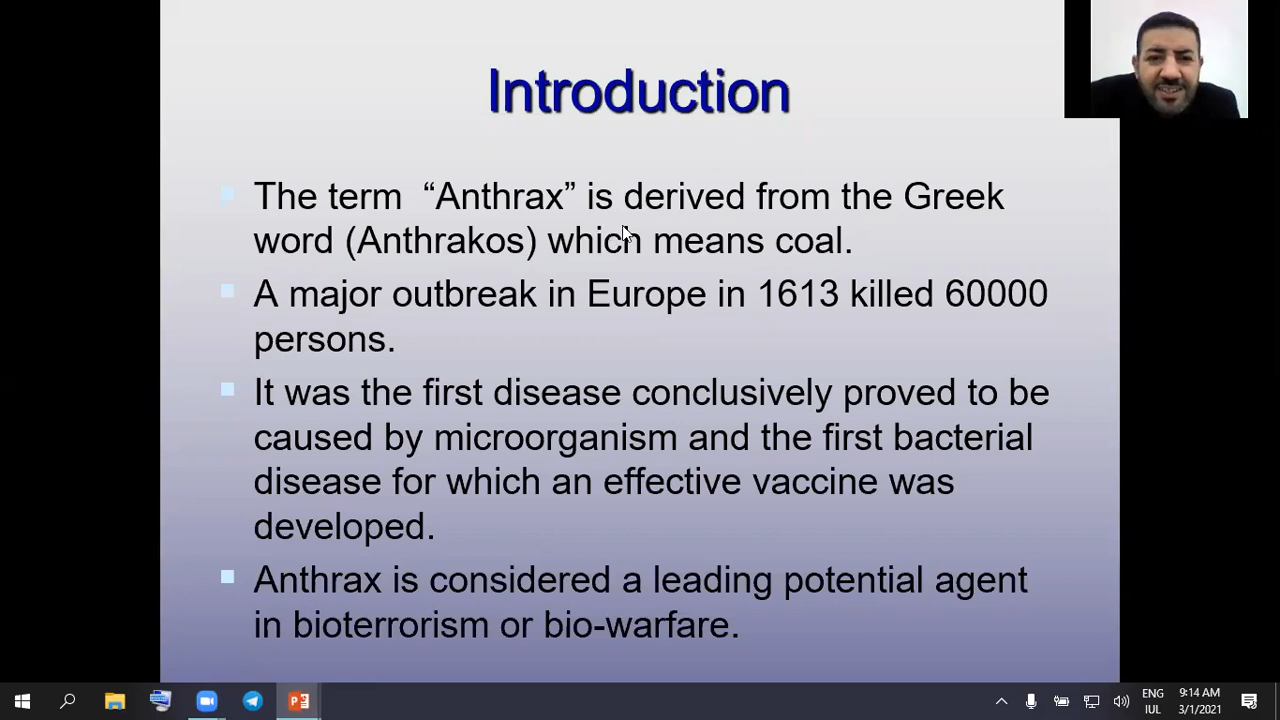 Introduction
The term “Anthrax” is derived from the Greek
word (Anthrakos) which means coal.
A major outbreak in Europe in 1613 killed 60000
persons.
It was the first disease conclusively proved to be
caused by microorganism and the first bacterial
disease for which an effective vaccine was
developed.
Anthrax is considered a leading potential agent
in bioterrorism or bio-warfare.
ENG 9:14 AM
IUL 3/1/2021